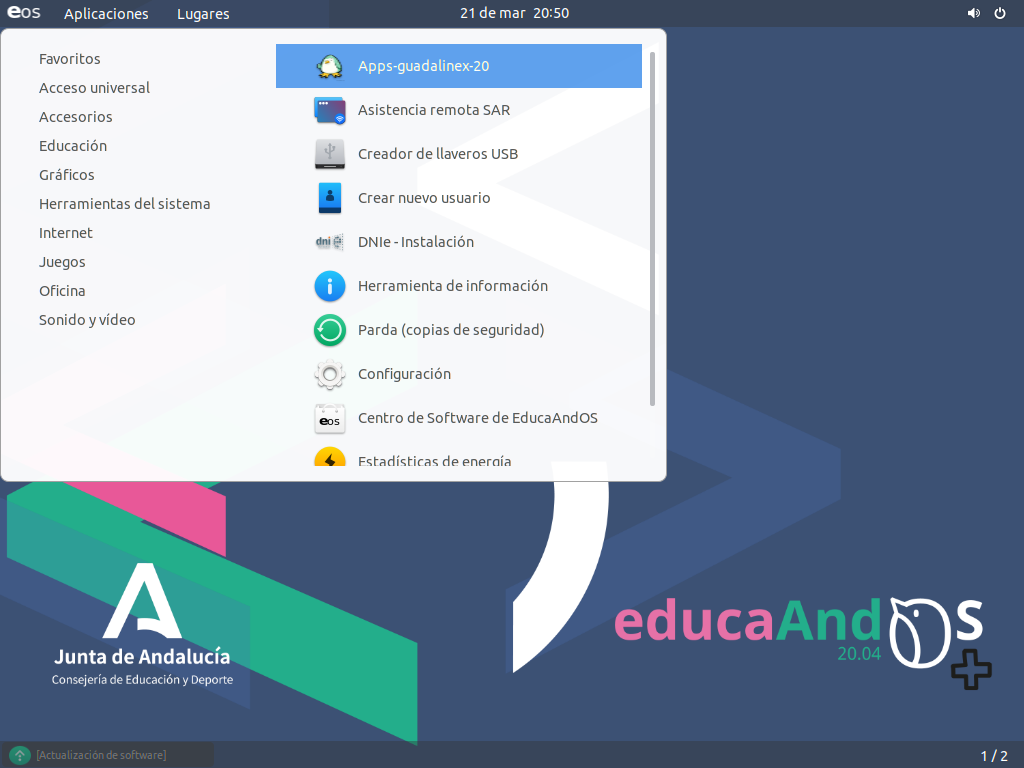 eos Aplicaciones Lugares 21 de mar 20:50
Favoritos
Acceso universal
Accesorios
Educación
Gráficos
Herramientas del sistema
Internet
Juegos
Oficina
Sonido y vídeo
Apps-guadalinex-20
Asistencia remota SAR
Creador de llaveros USB
Crear nuevo usuario
dnie DNIe - Instalación
Herramienta de información
Parda (copias de seguridad)
Configuración
eos Centro de Software de EducaAndOS
Estadísticas de energía
Junta de Andalucía
Consejería de Educación y Deporte
educaAndOS
20.04
[Actualización de software]
1 / 2